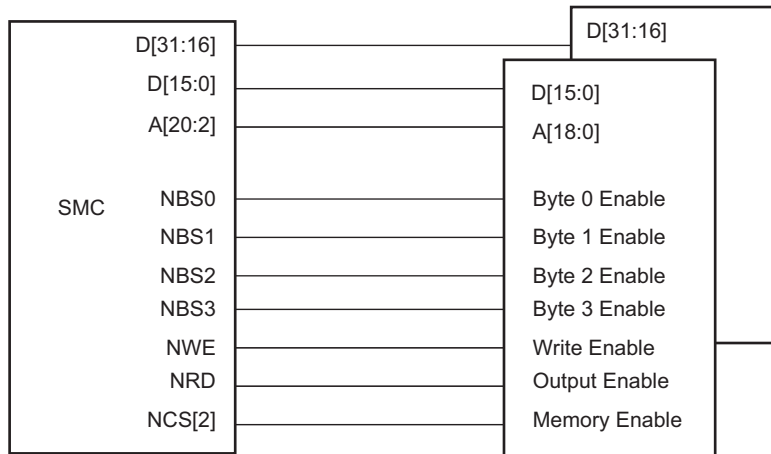 D[31:16] D[31:16]
D[15:0] D[15:0]
A[20:2] A[18:0]
SMC
NBS0 Byte 0 Enable
NBS1 Byte 1 Enable
NBS2 Byte 2 Enable
NBS3 Byte 3 Enable
NWE Write Enable
NRD Output Enable
NCS[2] Memory Enable